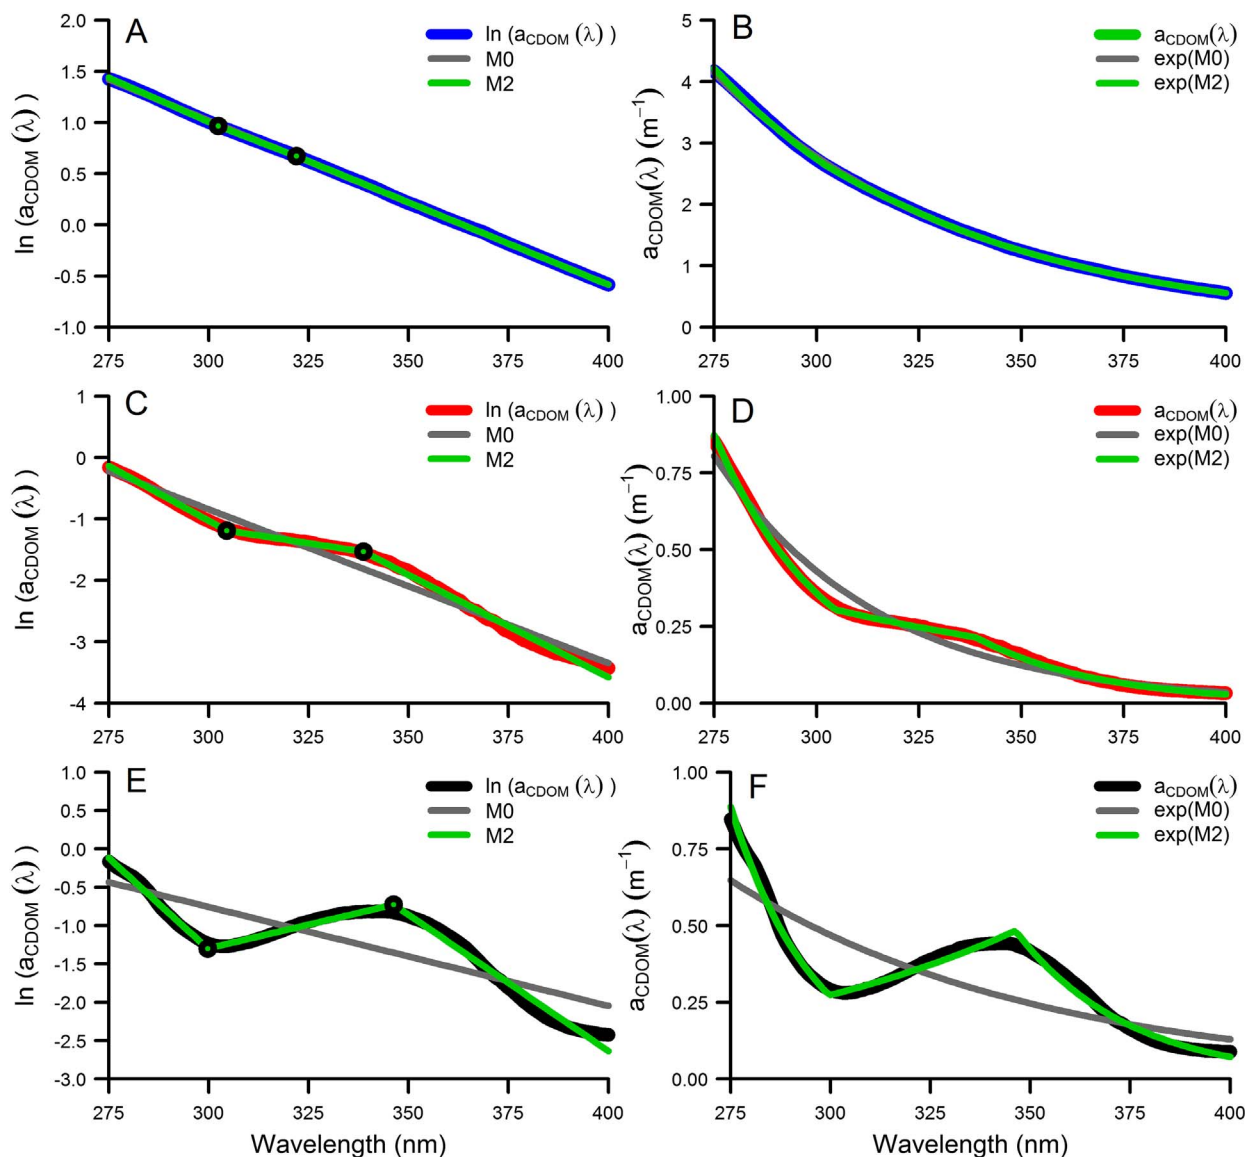 A
ln (aCDOM (λ) )
M0
M2
ln (aCDOM (λ) )
2.0
1.5
1.0
0.5
0.0
-0.5
-1.0
275 300 325 350 375 400
B
aCDOM(λ)
exp(M0)
exp(M2)
aCDOM(λ) (m−1)
5
4
3
2
1
0
275 300 325 350 375 400
C
ln (aCDOM (λ) )
M0
M2
ln (aCDOM (λ) )
1
0
-1
-2
-3
-4
275 300 325 350 375 400
D
aCDOM(λ)
exp(M0)
exp(M2)
aCDOM(λ) (m−1)
1.00
0.75
0.50
0.25
0.00
275 300 325 350 375 400
E
ln (aCDOM (λ) )
M0
M2
ln (aCDOM (λ) )
1.0
0.5
0.0
-0.5
-1.0
-1.5
-2.0
-2.5
-3.0
275 300 325 350 375 400
Wavelength (nm)
F
aCDOM(λ)
exp(M0)
exp(M2)
aCDOM(λ) (m−1)
1.00
0.75
0.50
0.25
0.00
275 300 325 350 375 400
Wavelength (nm)